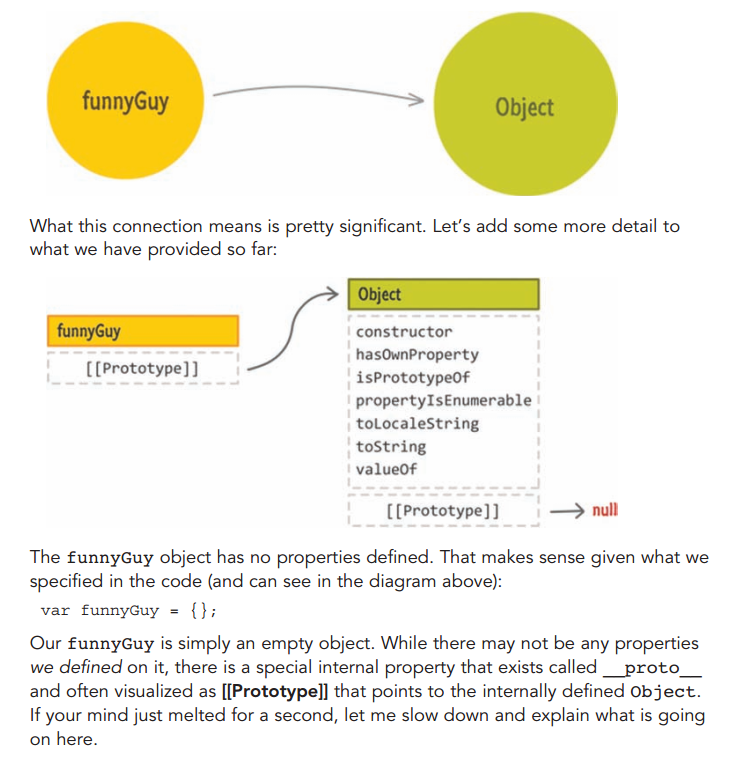 funnyGuy
Object
What this connection means is pretty significant. Let’s add some more detail to
what we have provided so far:
Object
funnyGuy
[[Prototype]]
constructor
hasOwnProperty
isPrototypeOf
propertyIsEnumerable
toLocaleString
toString
valueOf
[[Prototype]]
null
The funnyGuy object has no properties defined. That makes sense given what we
specified in the code (and can see in the diagram above):
var funnyGuy = {};
Our funnyGuy is simply an empty object. While there may not be any properties
we defined on it, there is a special internal property that exists called __proto__
and often visualized as [[Prototype]] that points to the internally defined Object.
If your mind just melted for a second, let me slow down and explain what is going
on here.